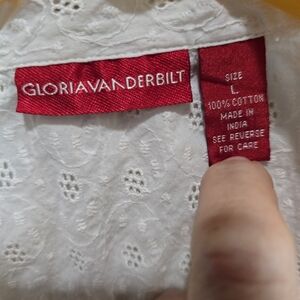 GLORIAVANDERBILT
SIZE
L
100% COTTON
MADE IN
INDIA
SEE REVERSE
FOR CARE